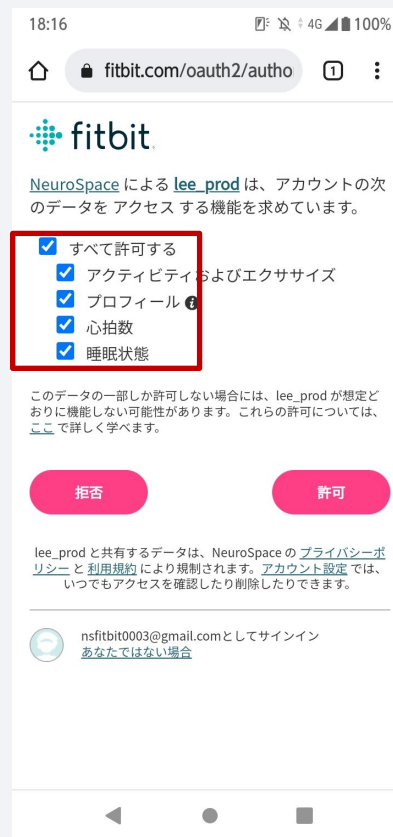 18:16
4G 100%
fitbit.com/oauth2/autho
1
fitbit
NeuroSpace による lee_prod は、アカウントの次
のデータを アクセス する機能を求めています。
すべて許可する
アクティビティおよびエクササイズ
プロフィール
心拍数
睡眠状態
このデータの一部しか許可しない場合には、lee_prod が想定ど
おりに機能しない可能性があります。これらの許可については、
ここ で詳しく学べます。
拒否
許可
lee_prod と共有するデータは、NeuroSpace の プライバシーポ
リシー と 利用規約 により規制されます。アカウント設定 では、
いつでもアクセスを確認したり削除したりできます。
nsfitbit0003@gmail.comとしてサインイン
あなたではない場合